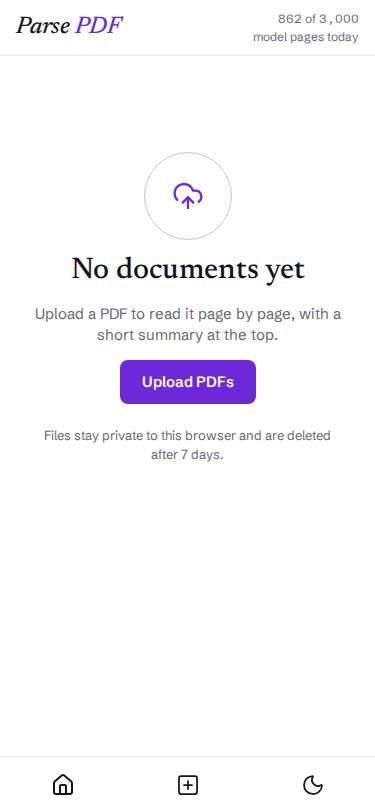 Parse PDF
862 of 3,000
model pages today
No documents yet
Upload a PDF to read it page by page, with a
short summary at the top.
Upload PDFs
Files stay private to this browser and are deleted
after 7 days.